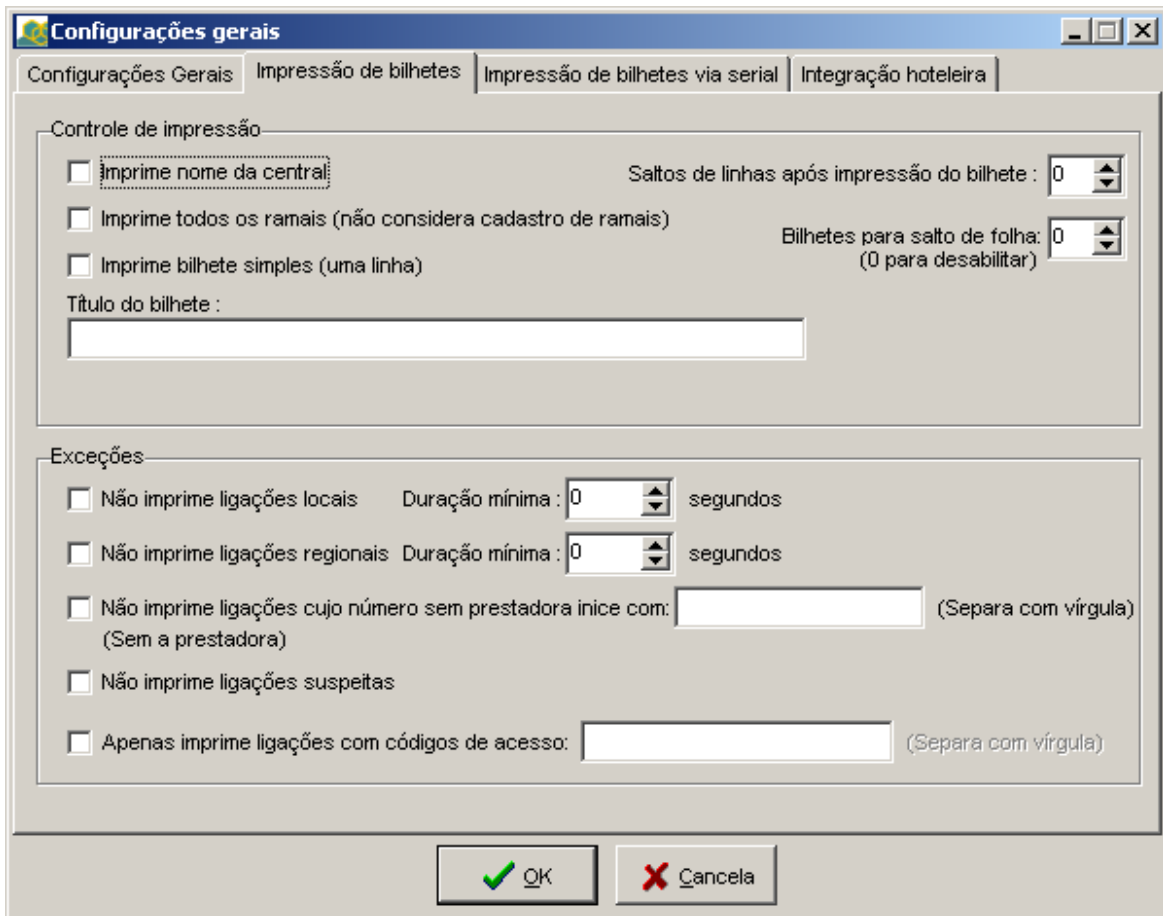 Configurações gerais
Configurações Gerais Impressão de bilhetes Impressão de bilhetes via serial Integração hoteleira
Controle de impressão
Imprime nome da central
Saltos de linhas após impressão do bilhete : 0
Imprime todos os ramais (não considera cadastro de ramais)
Bilhetes para salto de folha: 0
(0 para desabilitar)
Imprime bilhete simples (uma linha)
Título do bilhete :
Exceções
Não imprime ligações locais Duração mínima : 0 segundos
Não imprime ligações regionais Duração mínima : 0 segundos
Não imprime ligações cujo número sem prestadora inice com: (Separa com vírgula)
(Sem a prestadora)
Não imprime ligações suspeitas
Apenas imprime ligações com códigos de acesso: (Separa com vírgula)
OK Cancela